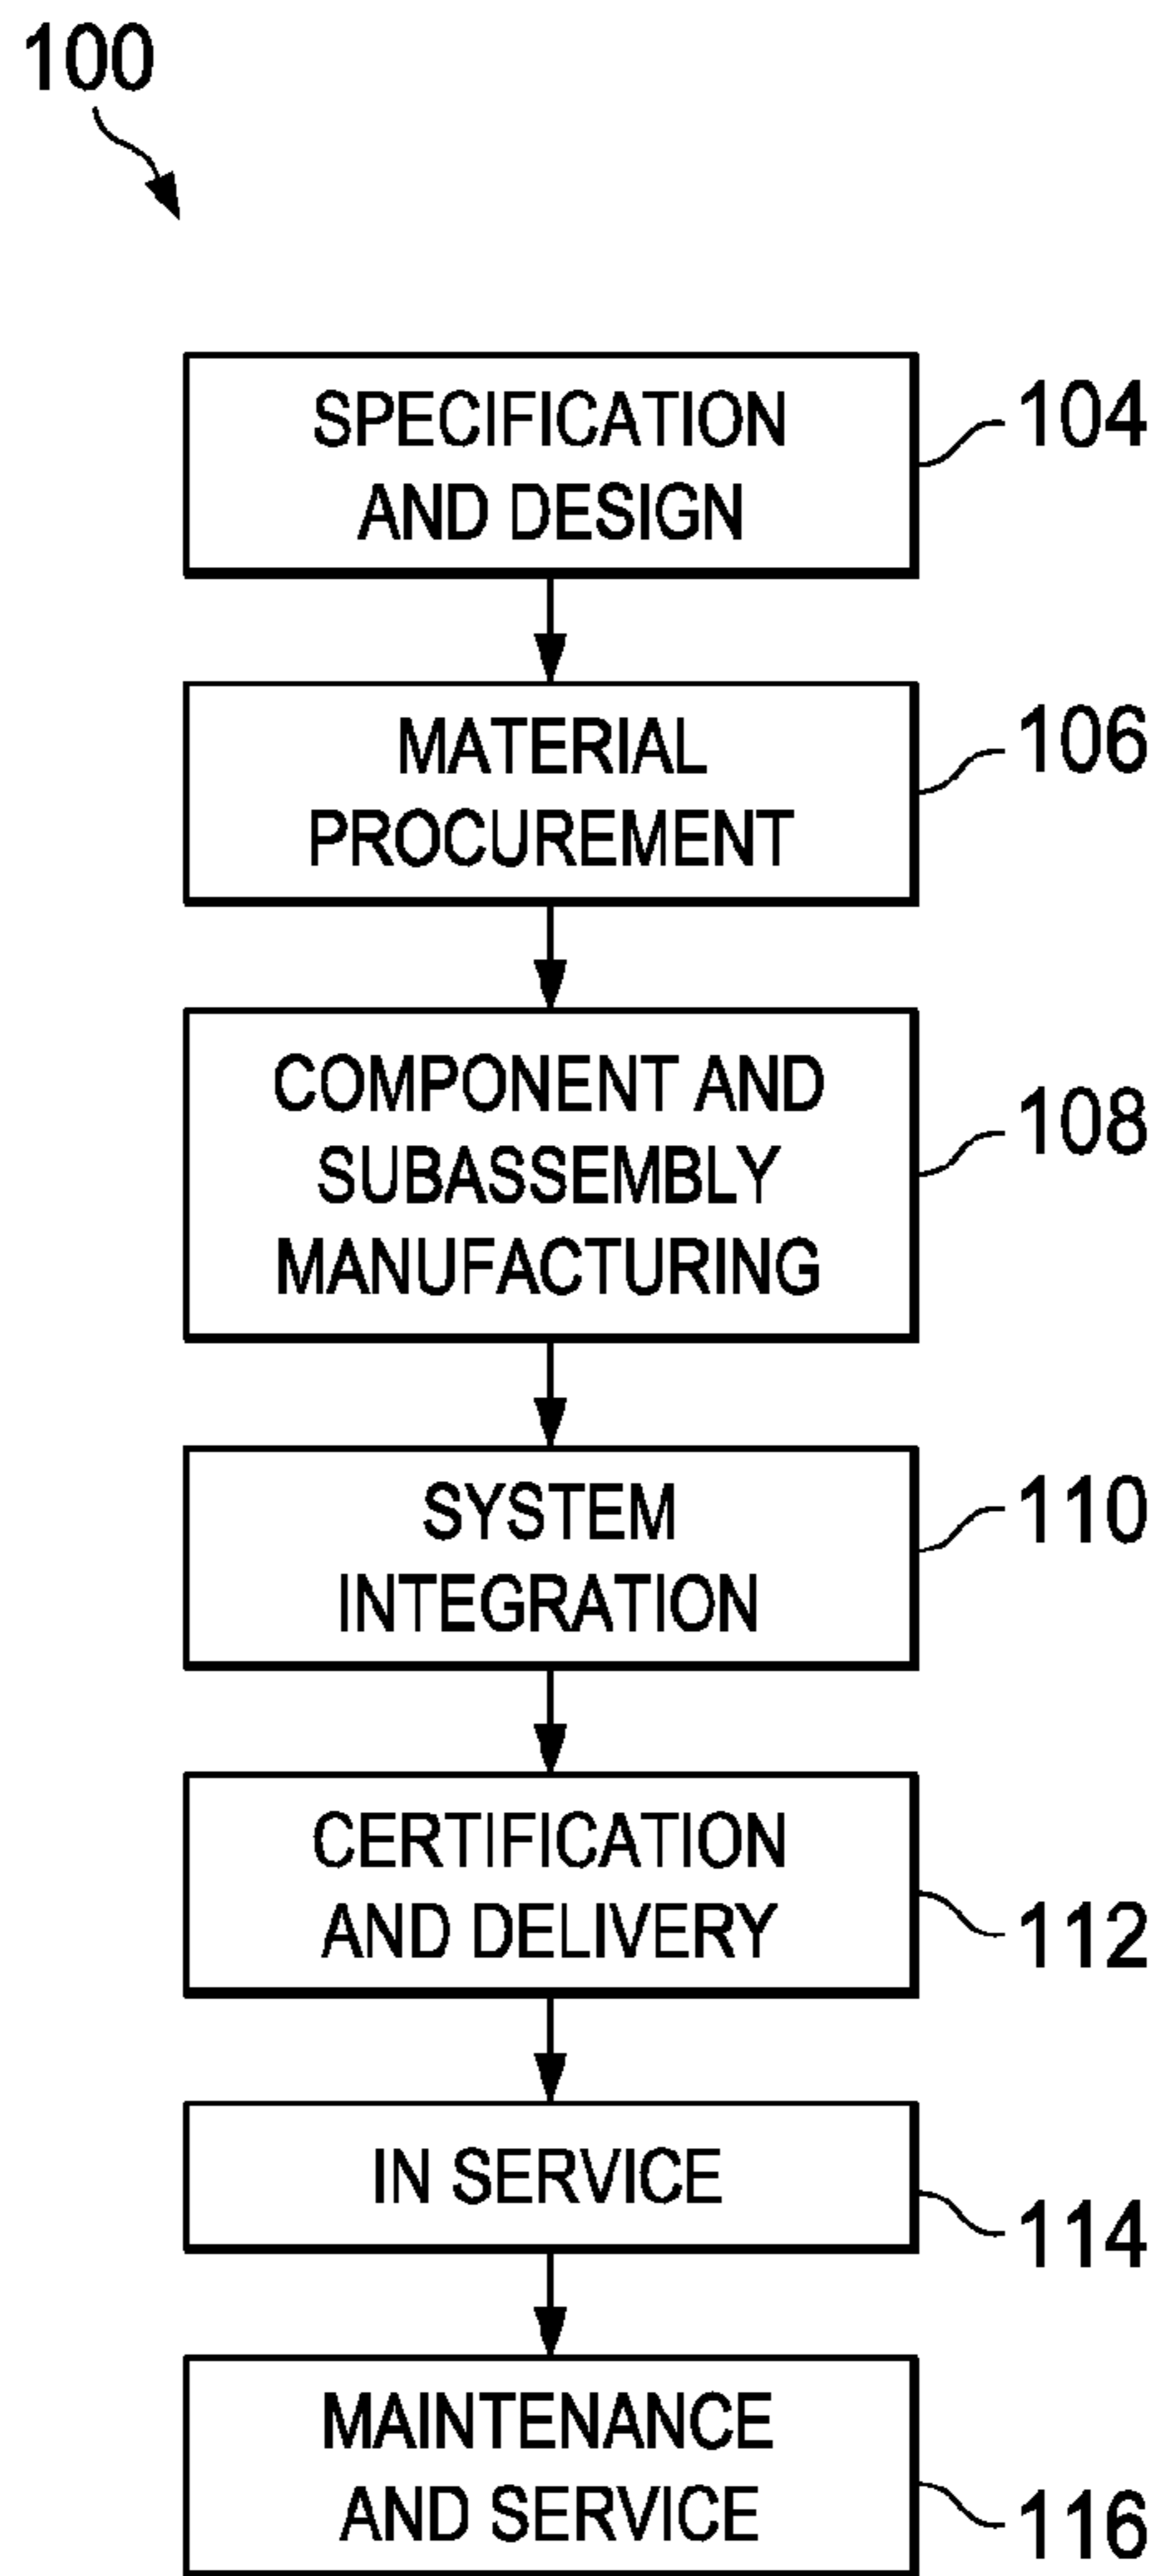 100
SPECIFICATION
AND DESIGN
104
MATERIAL
PROCUREMENT
106
COMPONENT AND
SUBASSEMBLY
MANUFACTURING
108
SYSTEM
INTEGRATION
110
CERTIFICATION
AND DELIVERY
112
IN SERVICE
114
MAINTENANCE
AND SERVICE
116